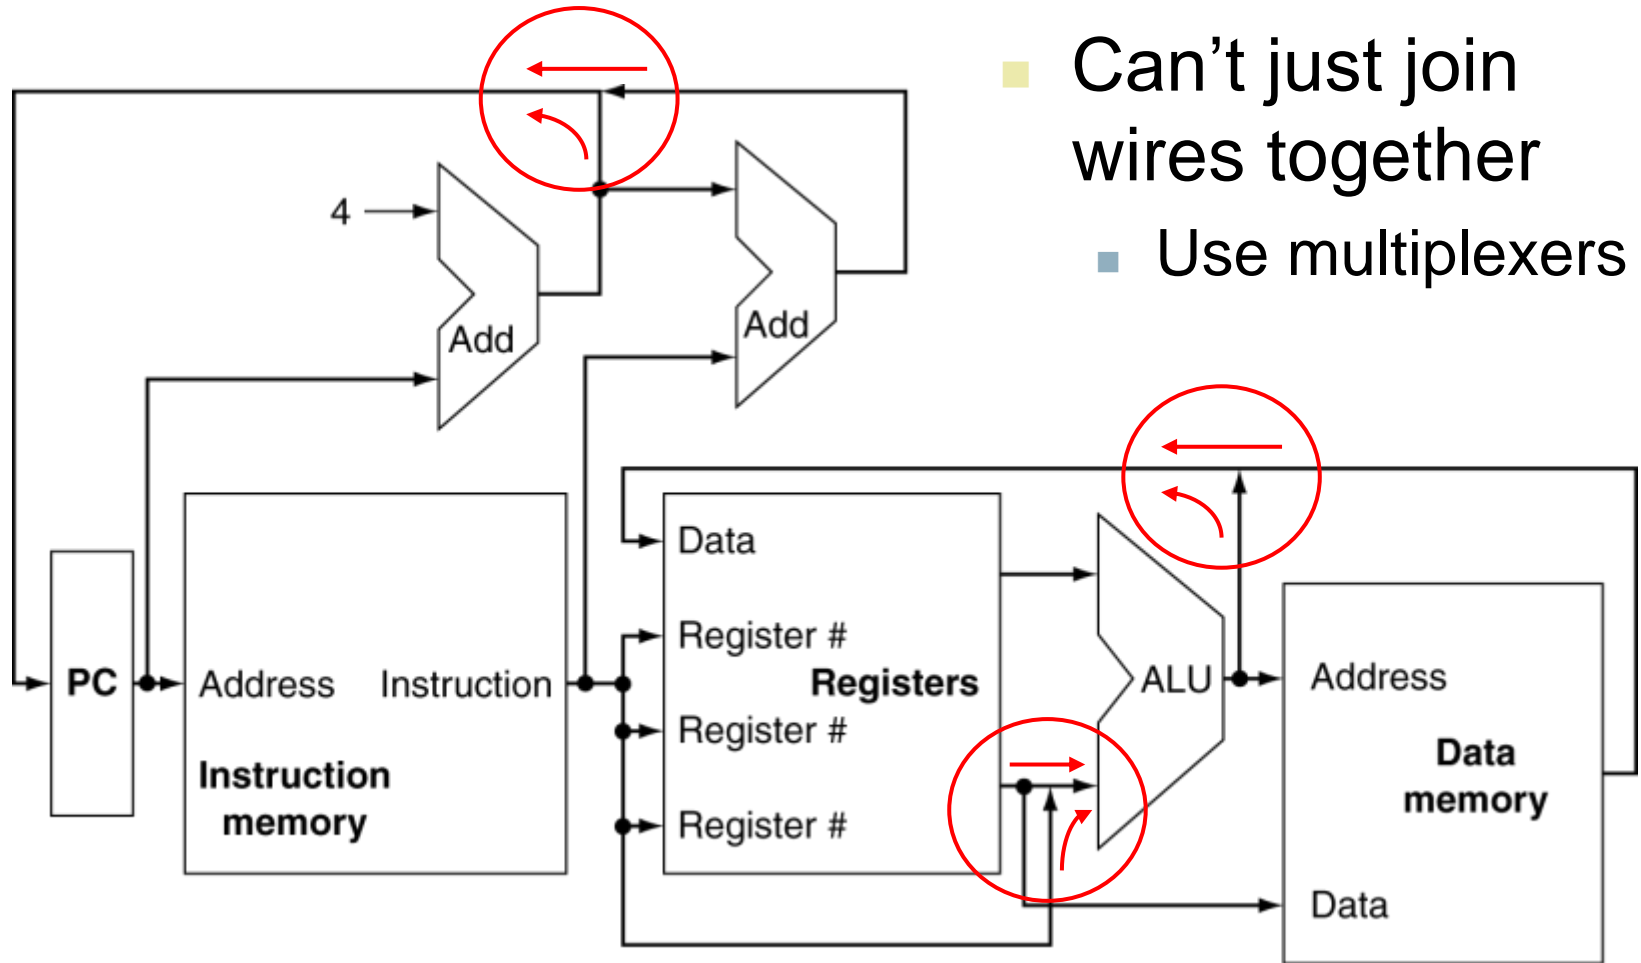 Can't just join
wires together
Use multiplexers
4
Add
Add
PC
Address
Instruction
Instruction
memory
Data
Register #
Registers
Register #
Register #
ALU
Address
Data
memory
Data